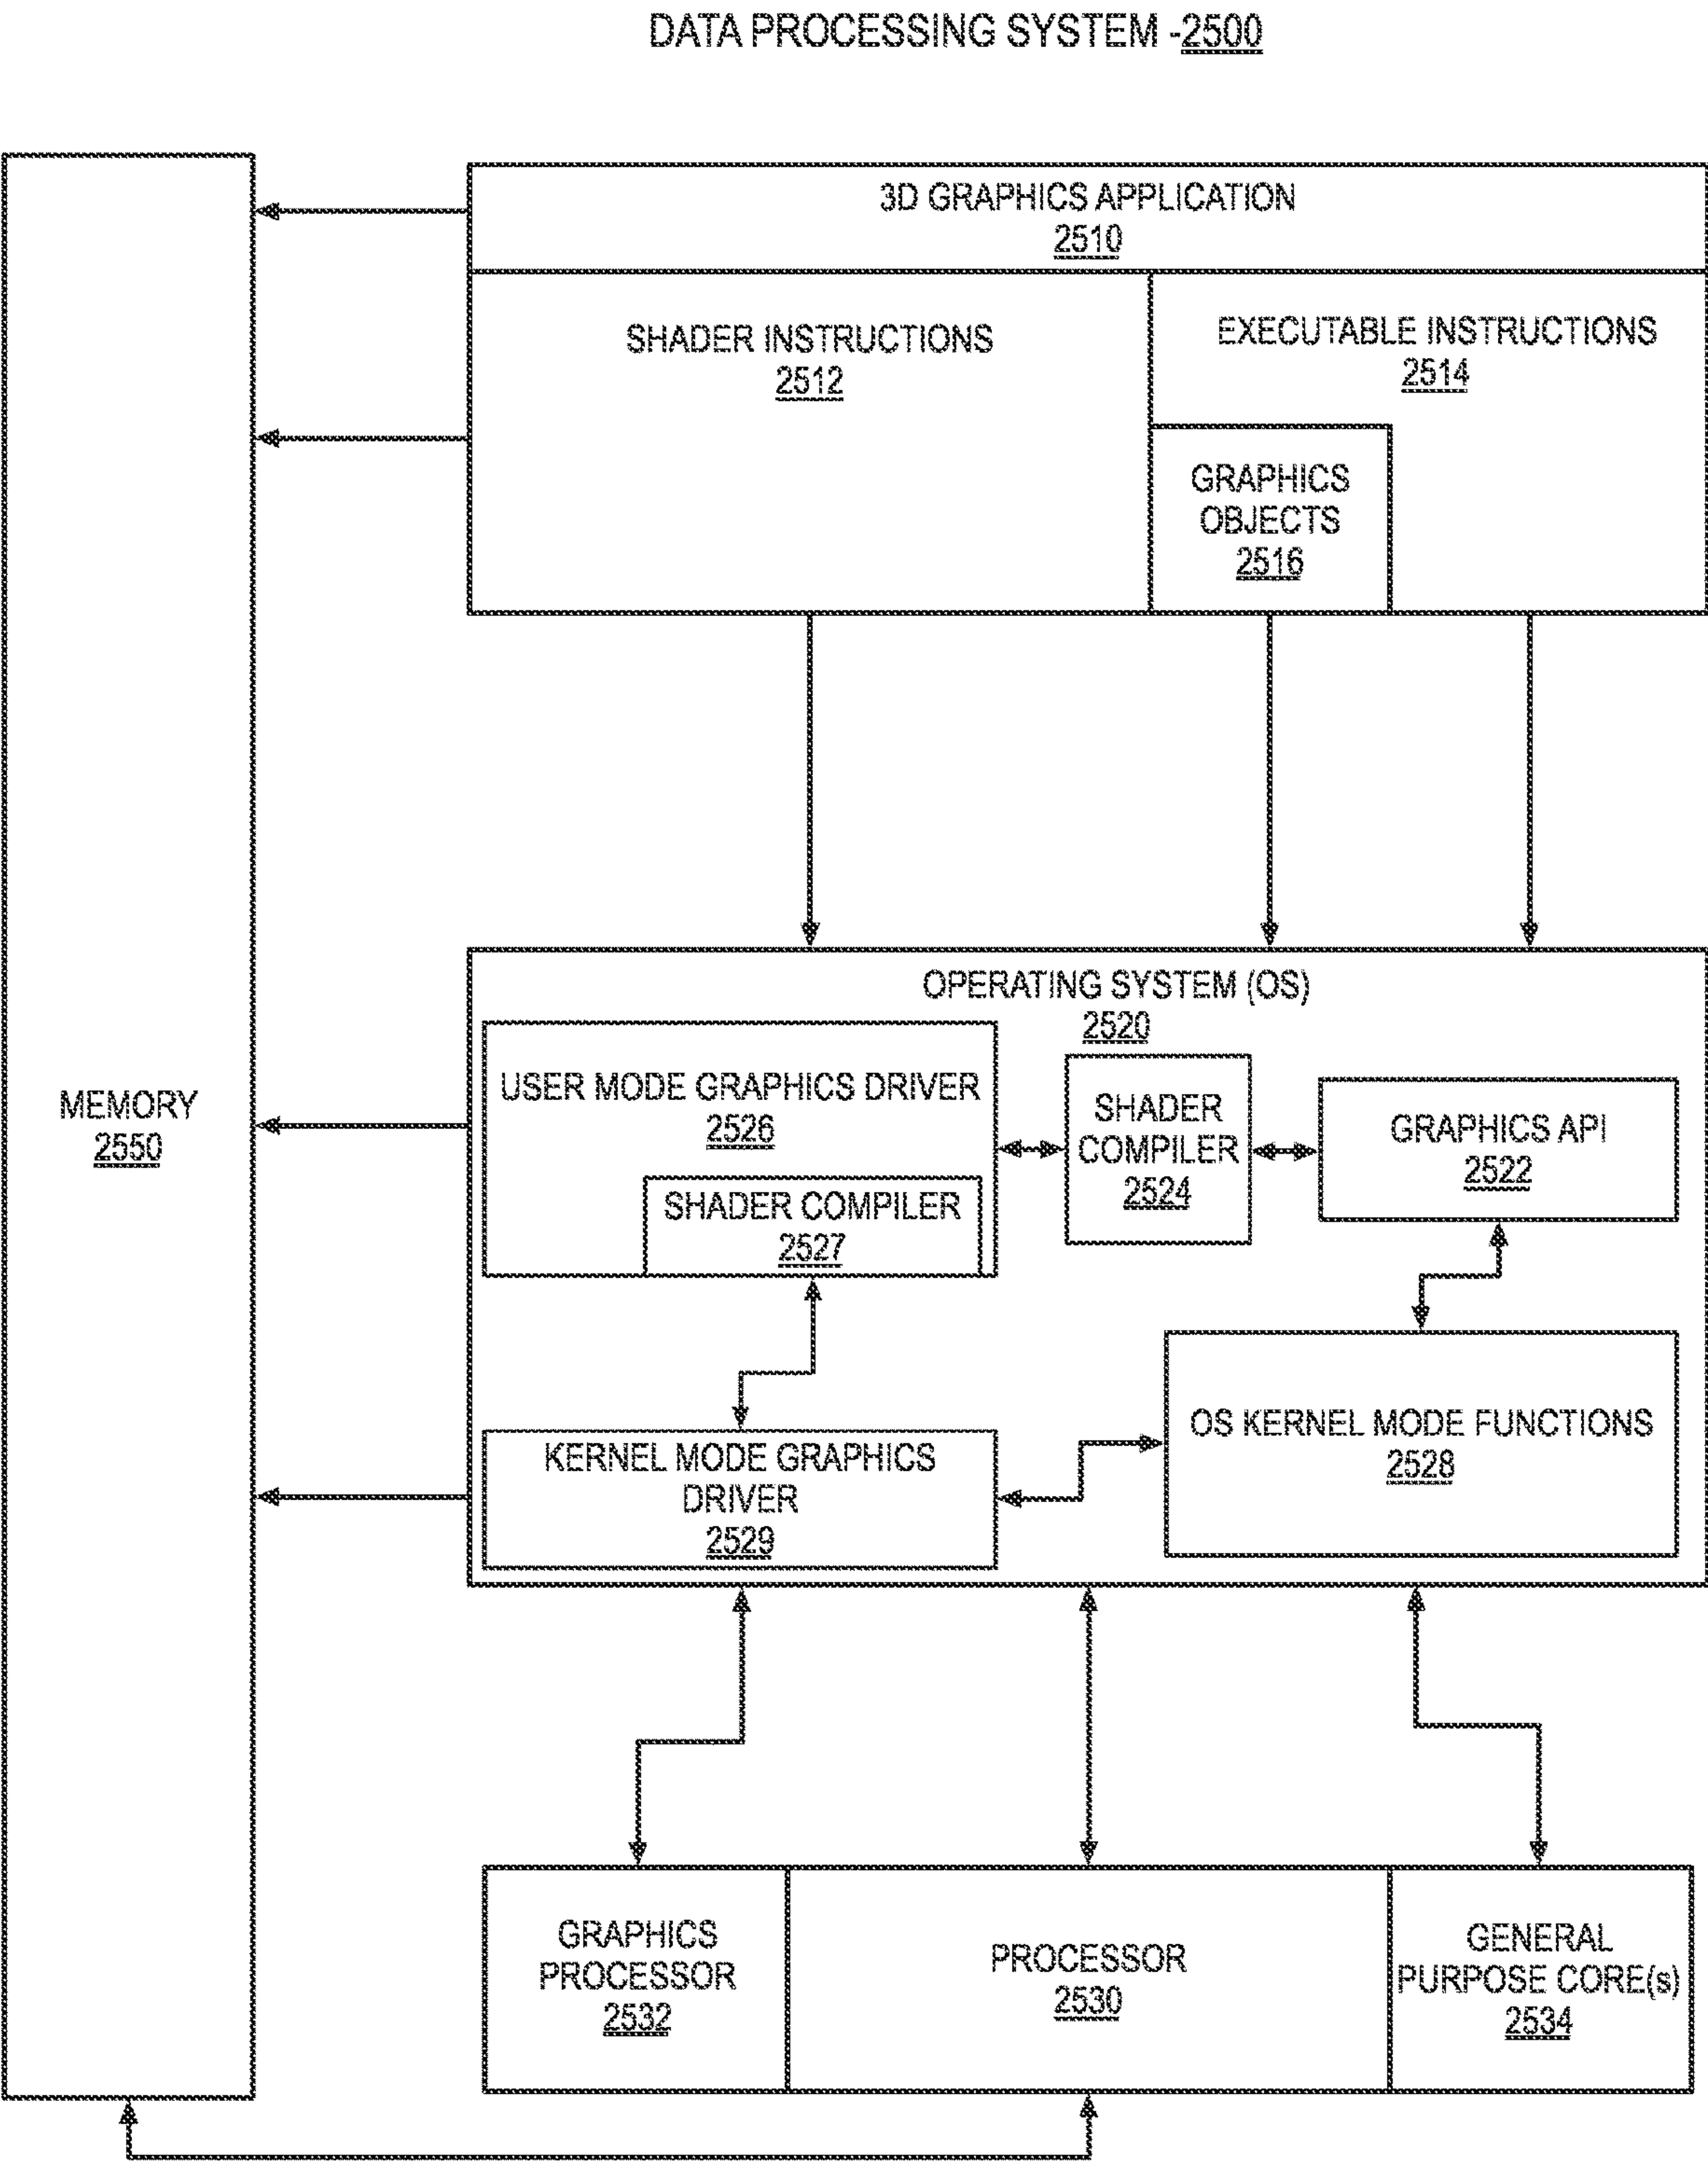 DATA PROCESSING SYSTEM -2500
3D GRAPHICS APPLICATION
2510
SHADER INSTRUCTIONS
2512
EXECUTABLE INSTRUCTIONS
2514
GRAPHICS
OBJECTS
2516
MEMORY
2550
OPERATING SYSTEM (OS)
2520
USER MODE GRAPHICS DRIVER
2526
SHADER COMPILER
2527
SHADER
COMPILER
2524
GRAPHICS API
2522
KERNEL MODE GRAPHICS
DRIVER
2529
OS KERNEL MODE FUNCTIONS
2528
GRAPHICS
PROCESSOR
2532
PROCESSOR
2530
GENERAL
PURPOSE CORE(s)
2534